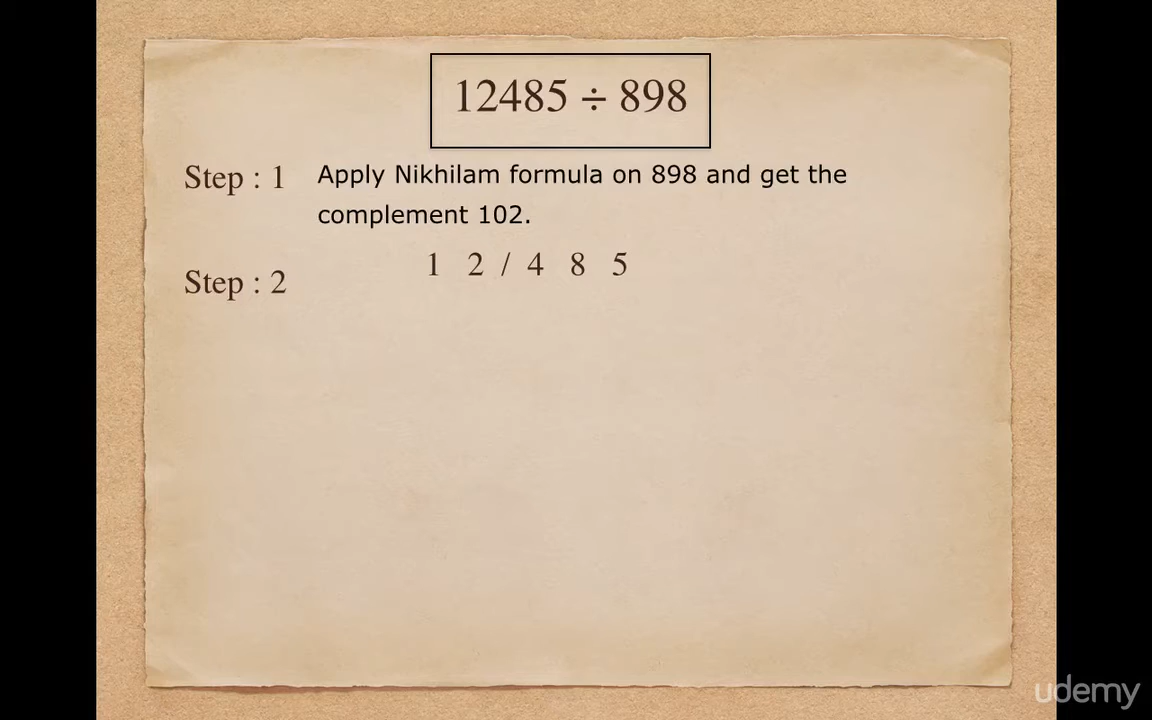 12485 ÷ 898
Step : 1 Apply Nikhilam formula on 898 and get the
complement 102.
Step : 2 1 2 / 4 8 5
udemy